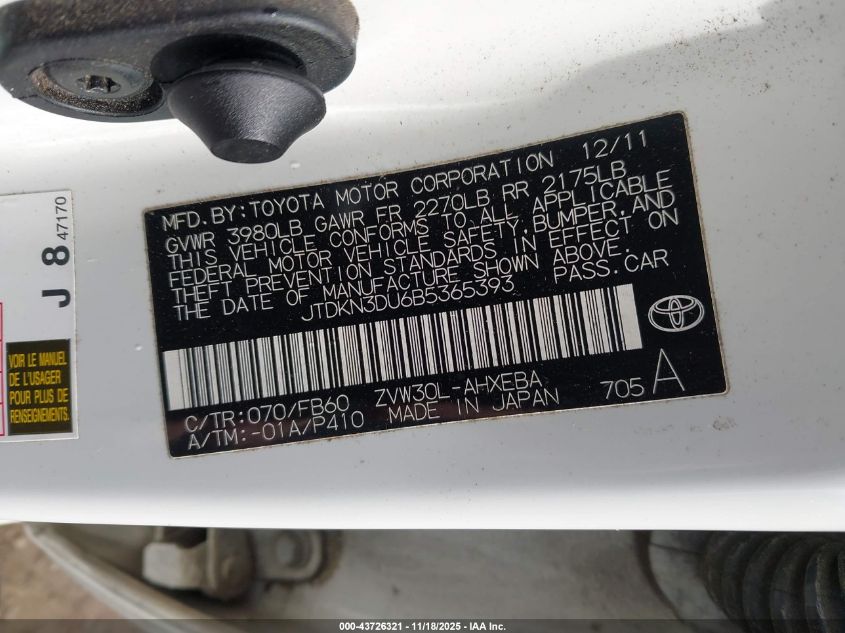 MFD. BY: TOYOTA MOTOR CORPORATION 12/11
GVWR 3980LB GAWR FR 2270LB RR 2175LB
THIS VEHICLE CONFORMS TO ALL APPLICABLE
FEDERAL MOTOR VEHICLE SAFETY, BUMPER, AND
THEFT PREVENTION STANDARDS IN EFFECT ON
THE DATE OF MANUFACTURE SHOWN ABOVE.
JTDKN3DU6B5365393 PASS. CAR
C/TR: 070/FB60 ZVW30L-AHXEBA 705 A
A/TM: -01A/P410 MADE IN JAPAN
J 8 47170
VOIR LE MANUEL
DE L'USAGER
POUR PLUS DE
RENSEIGNEMENTS
000-43726321 - 11/18/2025 - IAA Inc.